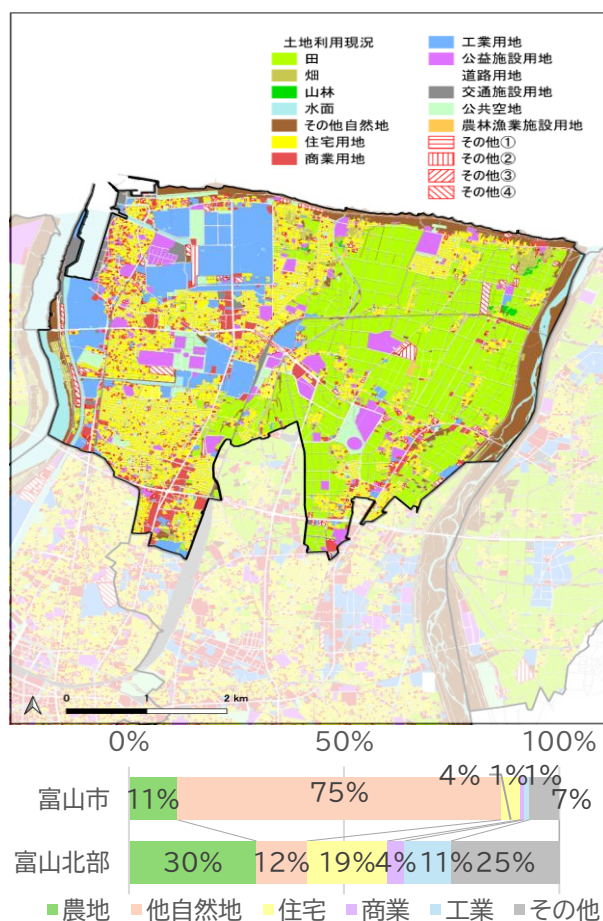 土地利用現況
田
畑
山林
水面
その他自然地
住宅用地
商業用地
工業用地
公益施設用地
道路用地
交通施設用地
公共空地
農林漁業施設用地
その他①
その他②
その他③
その他④
0 1 2 km
0% 50% 100%
富山市 11% 75% 4% 1% 1% 7%
富山北部 30% 12% 19% 4% 11% 25%
農地 他自然地 住宅 商業 工業 その他